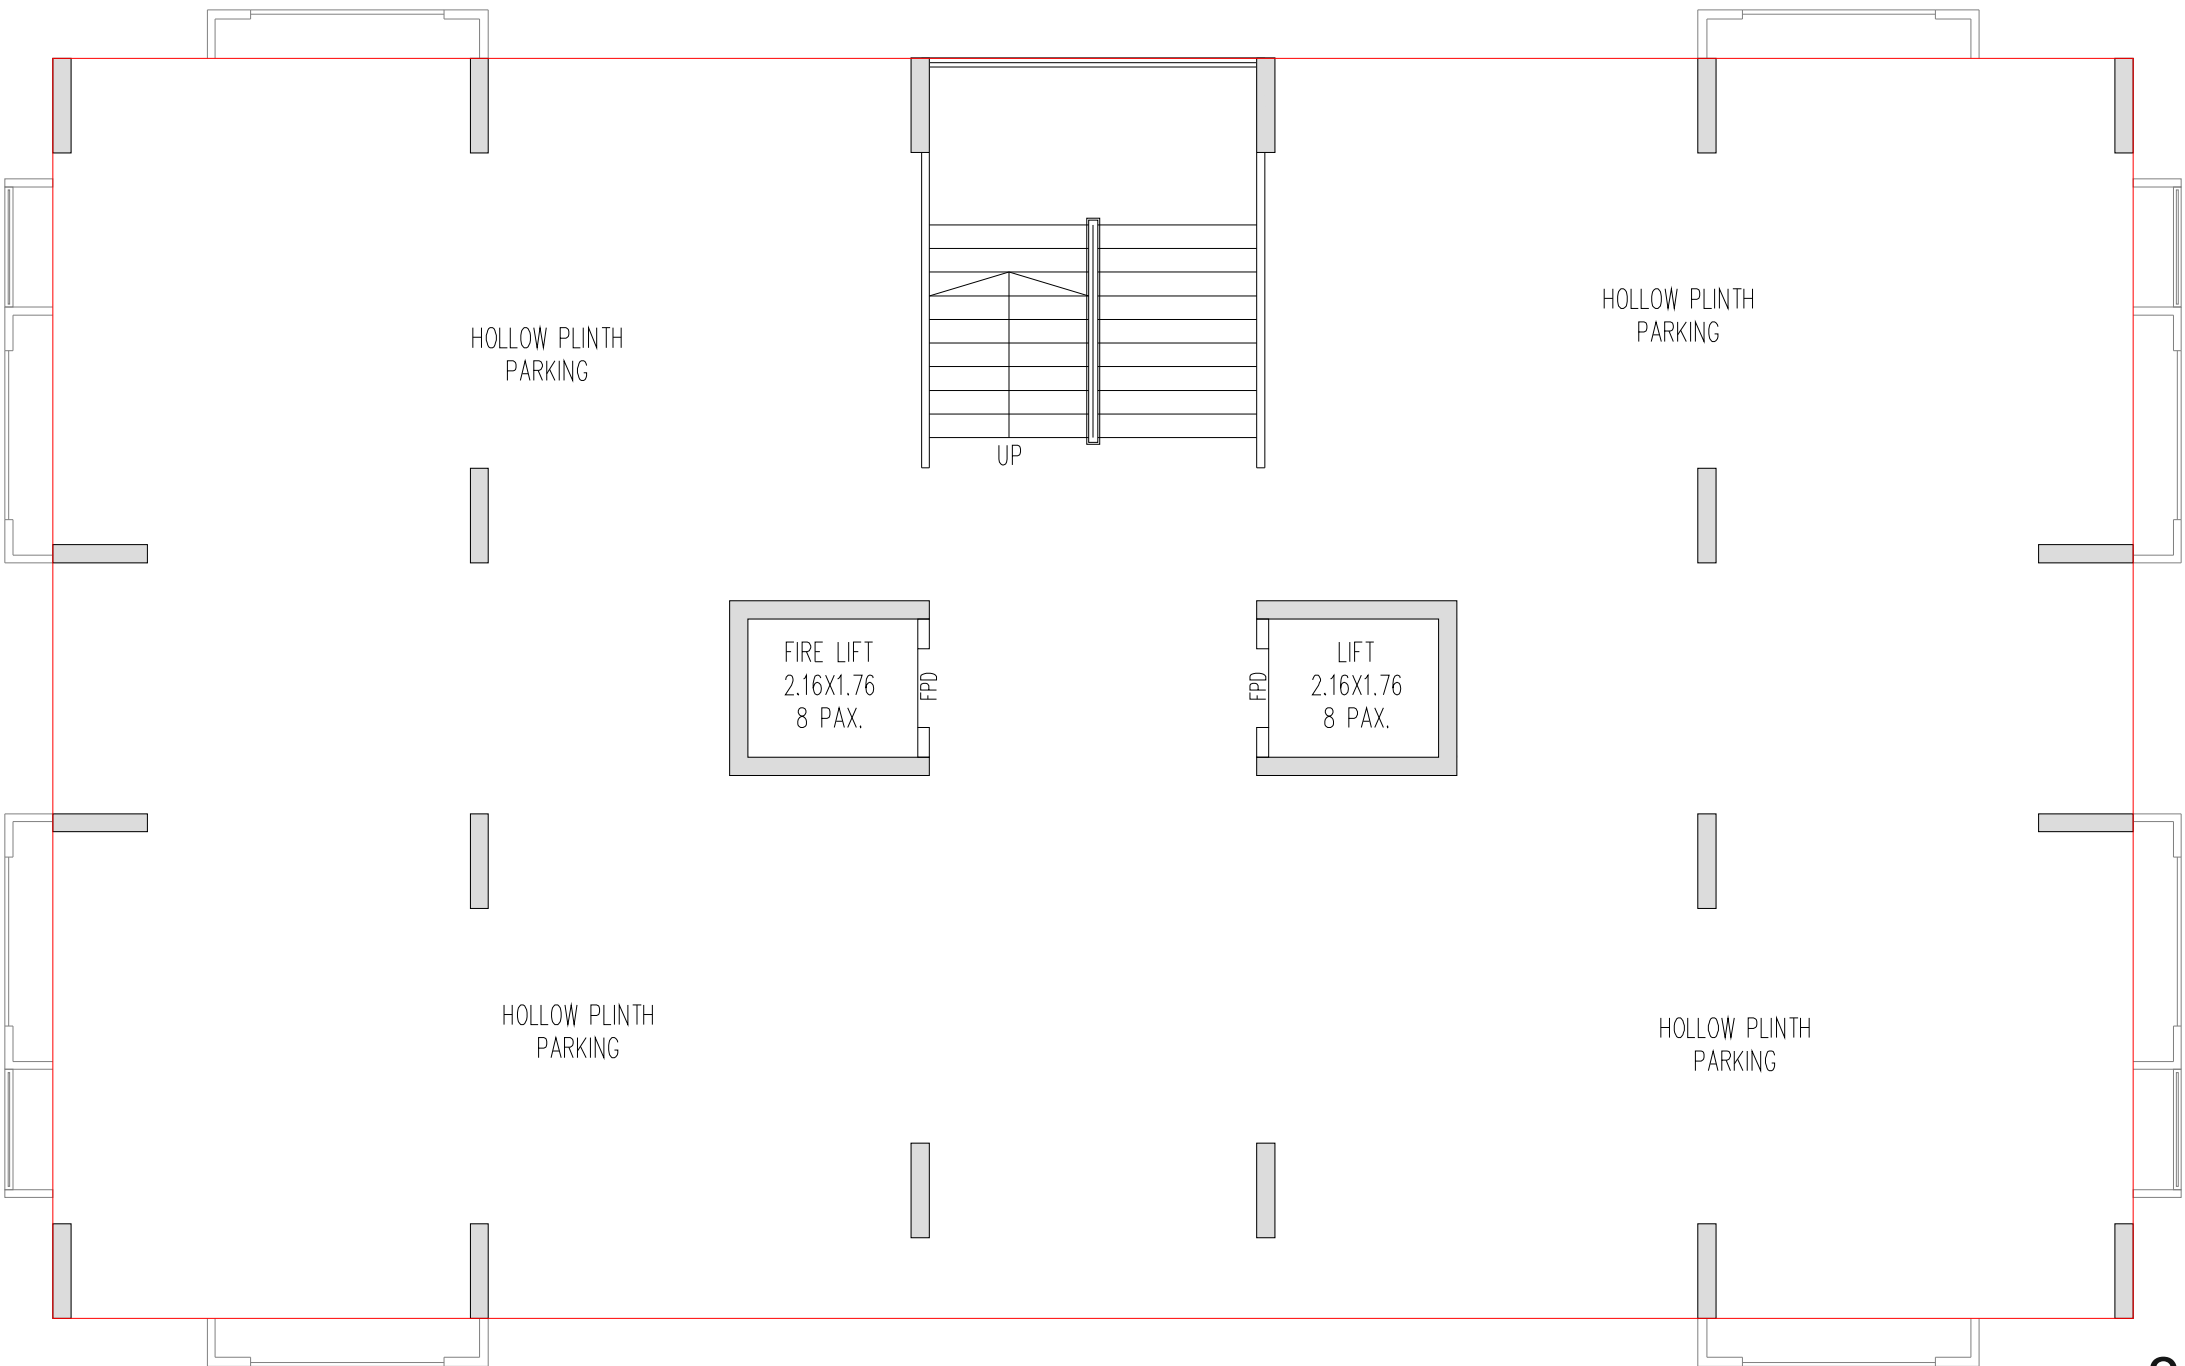 HOLLOW PLINTH
PARKING
HOLLOW PLINTH
PARKING
UP
FIRE LIFT
2.16X1.76
8 PAX.
FPD
FPD
LIFT
2.16X1.76
8 PAX.
HOLLOW PLINTH
PARKING
HOLLOW PLINTH
PARKING